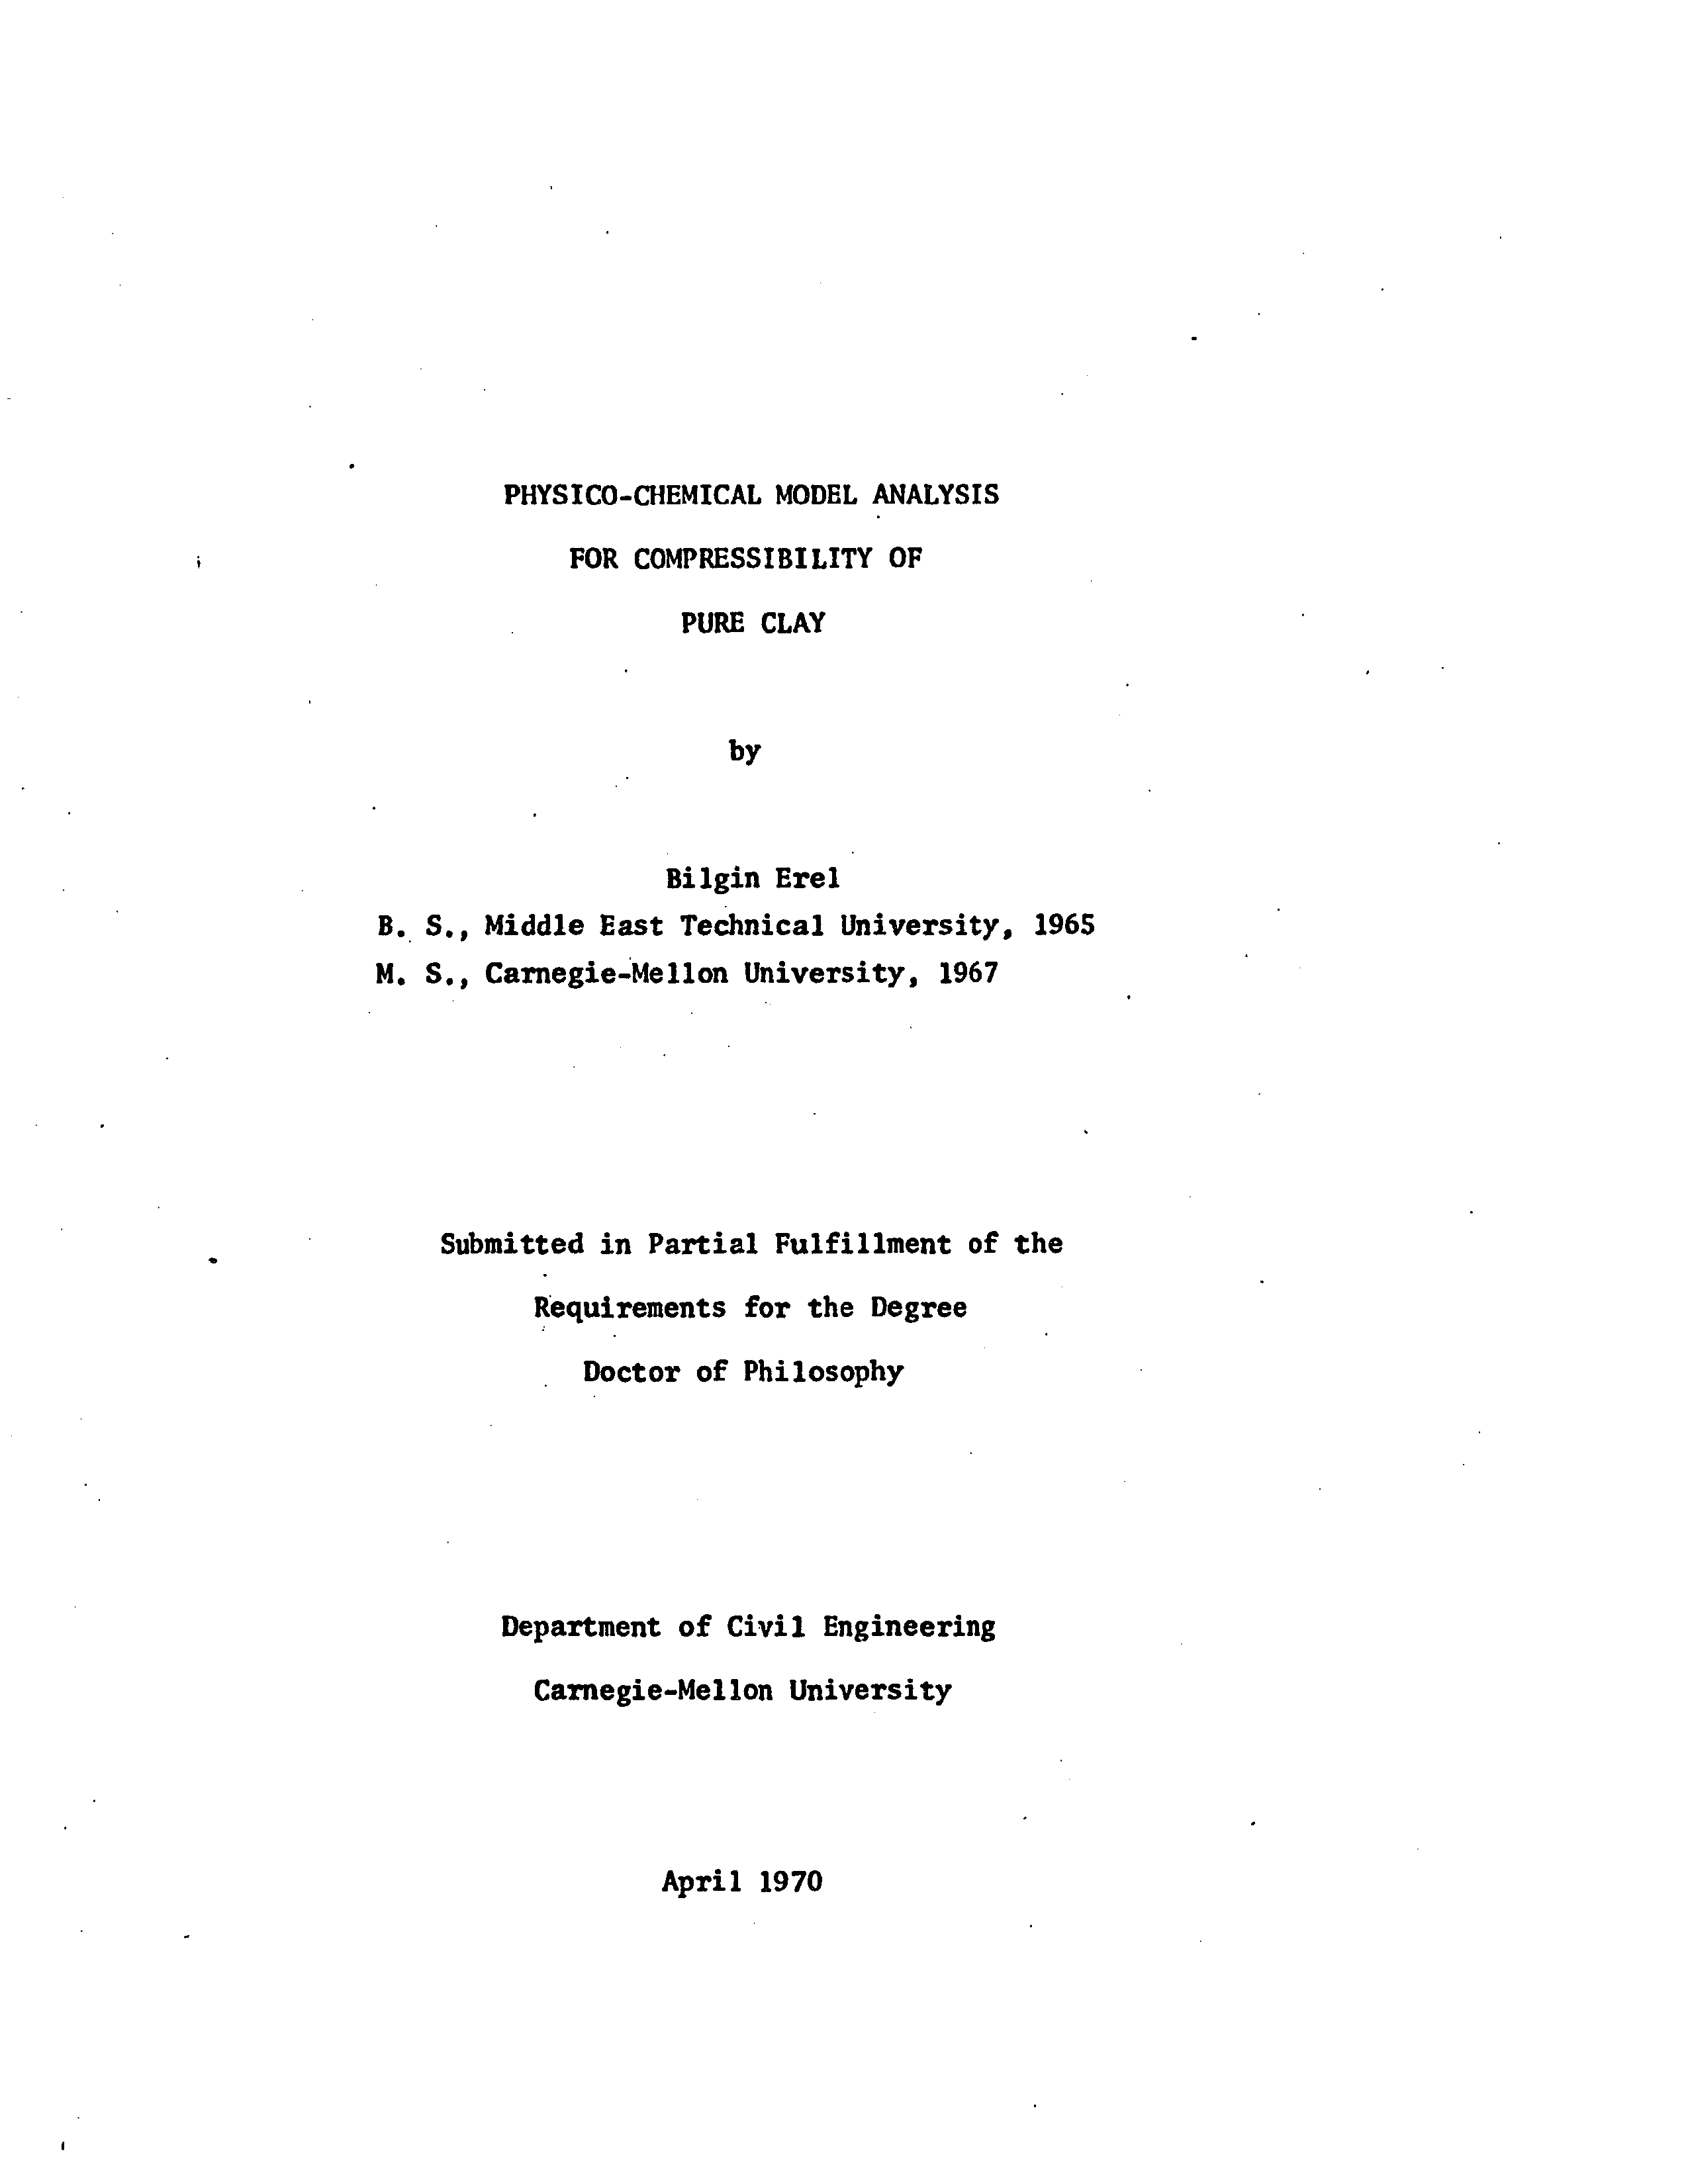 PHYSICO-CHEMICAL MODEL ANALYSIS
FOR COMPRESSIBILITY OF
PURE CLAY
by
Bilgin Erel
B. S., Middle East Technical University, 1965
M. S., Carnegie-Mellon University, 1967
Submitted in Partial Fulfillment of the
Requirements for the Degree
Doctor of Philosophy
Department of Civil Engineering
Carnegie-Mellon University
April 1970